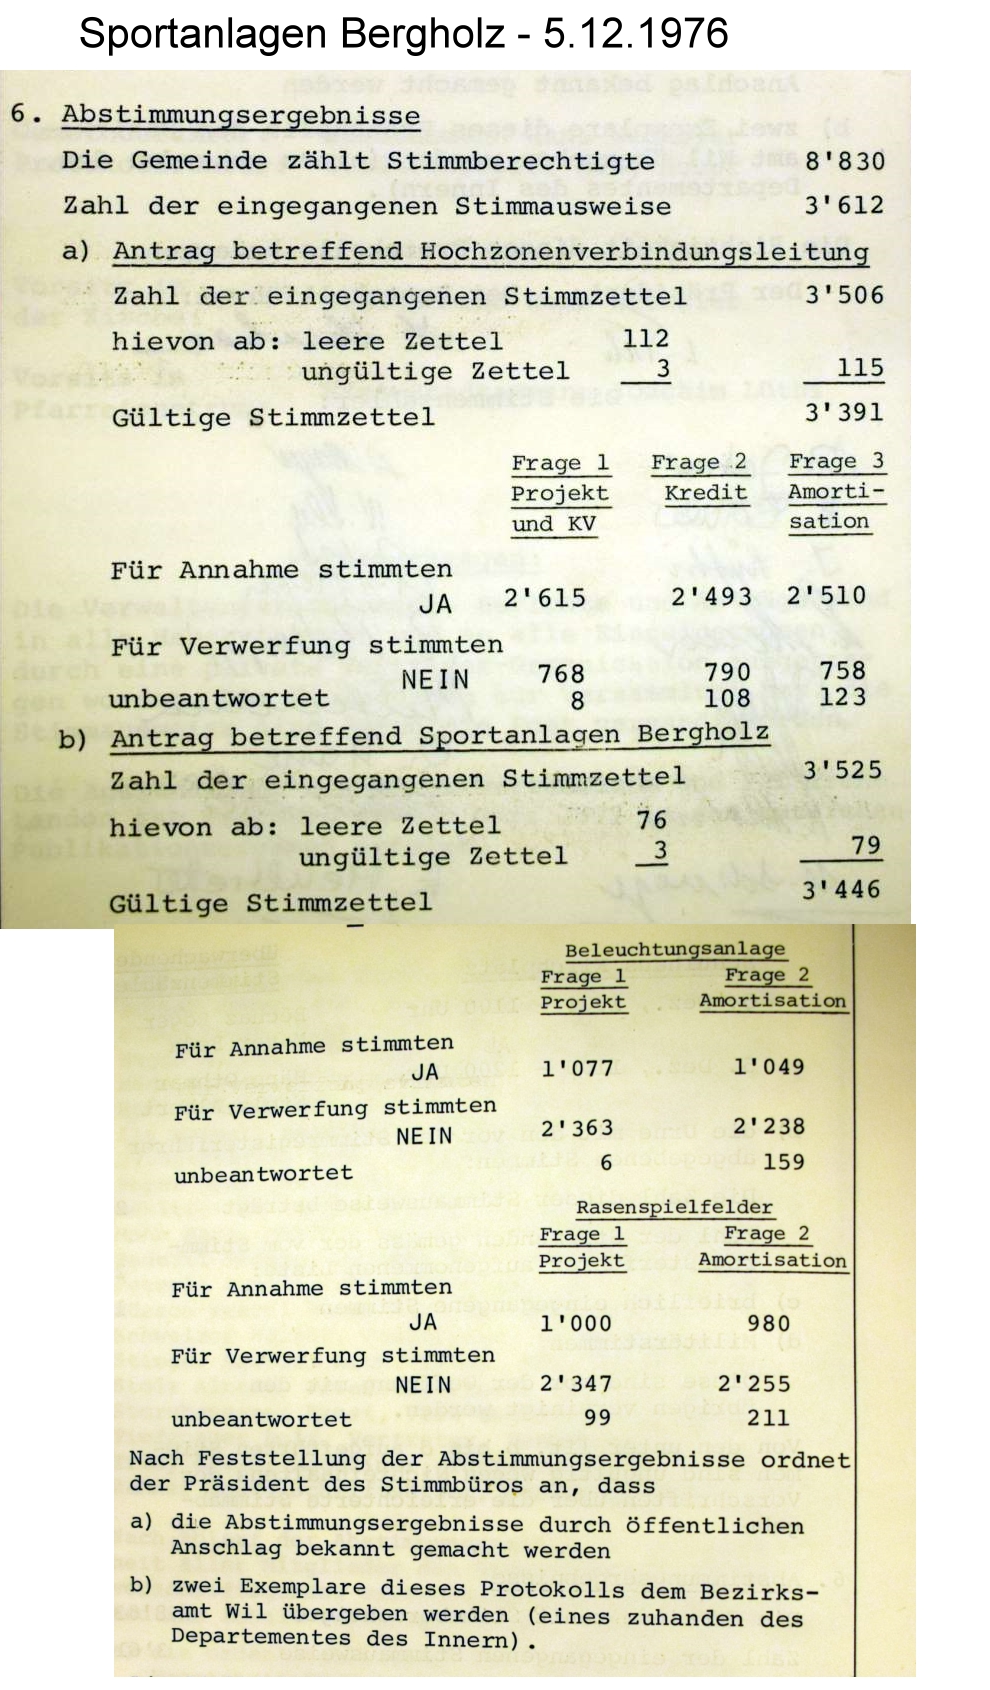 Sportanlagen Bergholz - 5.12.1976
6. Abstimmungsergebnisse
Die Gemeinde zählt Stimmberechtigte 8'830
Zahl der eingegangenen Stimmausweise 3'612
a) Antrag betreffend Hochzonenverbindungsleitung
Zahl der eingegangenen Stimmzettel 3'506
hievon ab: leere Zettel 112
ungültige Zettel 3 115
Gültige Stimmzettel 3'391
Frage 1 Frage 2 Frage 3
Projekt Kredit Amorti-
und KV sation
Für Annahme stimmten
JA 2'615 2'493 2'510
Für Verwerfung stimmten
NEIN 768 790 758
unbeantwortet 8 108 123
b) Antrag betreffend Sportanlagen Bergholz
Zahl der eingegangenen Stimmzettel 3'525
hievon ab: leere Zettel 76
ungültige Zettel 3 79
Gültige Stimmzettel 3'446
Beleuchtungsanlage
Frage 1 Frage 2
Projekt Amortisation
Für Annahme stimmten
JA 1'077 1'049
Für Verwerfung stimmten
NEIN 2'363 2'238
unbeantwortet 6 159
Rasenspielfelder
Frage 1 Frage 2
Projekt Amortisation
Für Annahme stimmten
JA 1'000 980
Für Verwerfung stimmten
NEIN 2'347 2'255
unbeantwortet 99 211
Nach Feststellung der Abstimmungsergebnisse ordnet
der Präsident des Stimmbüros an, dass
a) die Abstimmungsergebnisse durch öffentlichen
Anschlag bekannt gemacht werden
b) zwei Exemplare dieses Protokolls dem Bezirks-
amt Wil übergeben werden (eines zuhanden des
Departementes des Innern).